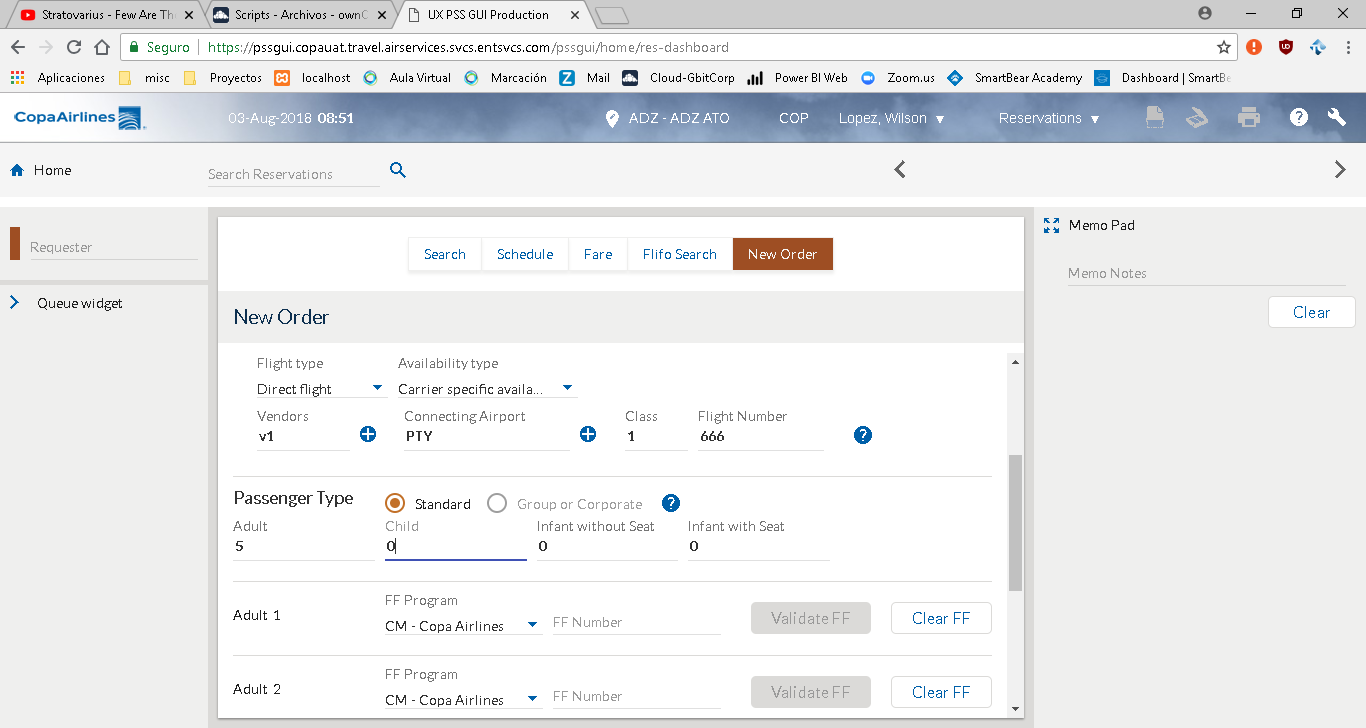 Stratovarius - Few Are Th
Scripts - Archivos - ownC
UX PSS GUI Production
Seguro
https://pssgui.copauat.travel.airservices.svcs.entsvcs.com/pssgui/home/res-dashboard
Aplicaciones misc Proyectos localhost Aula Virtual Marcación Mail Cloud-GbitCorp Power BI Web Zoom.us SmartBear Academy Dashboard | SmartBe
CopaAirlines 03-Aug-2018 08:51 ADZ - ADZ ATO COP Lopez, Wilson Reservations
Home Search Reservations
Requester
Queue widget
Search Schedule Fare Flifo Search New Order
New Order
Flight type Availability type
Direct flight Carrier specific availa...
Vendors Connecting Airport Class Flight Number
v1 PTY 1 666
Passenger Type Standard Group or Corporate
Adult Child Infant without Seat Infant with Seat
5 0 0 0
Adult 1 FF Program
CM - Copa Airlines FF Number Validate FF Clear FF
Adult 2 FF Program
CM - Copa Airlines FF Number Validate FF Clear FF
Memo Pad
Memo Notes
Clear